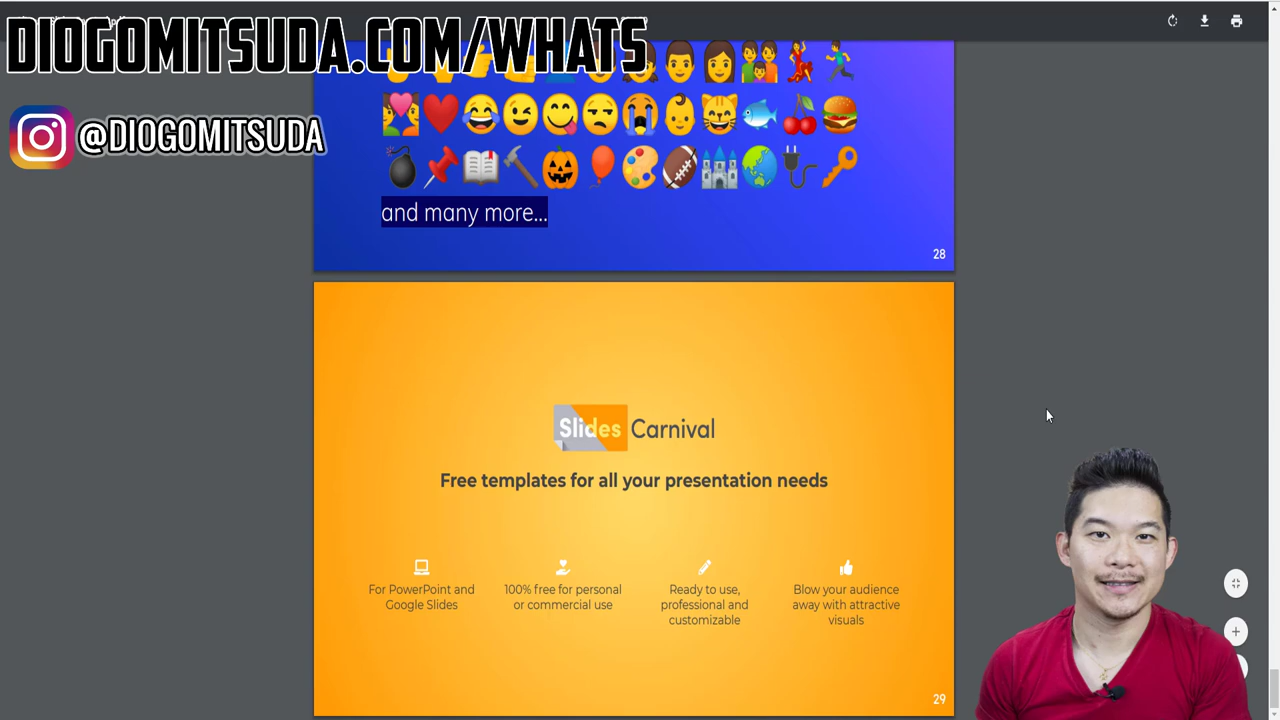 DIOGOMITSUDA.COM/WHATS
@DIOGOMITSUDA
and many more...
28
Slides Carnival
Free templates for all your presentation needs
For PowerPoint and
Google Slides
100% free for personal
or commercial use
Ready to use,
professional and
customizable
Blow your audience
away with attractive
visuals
29